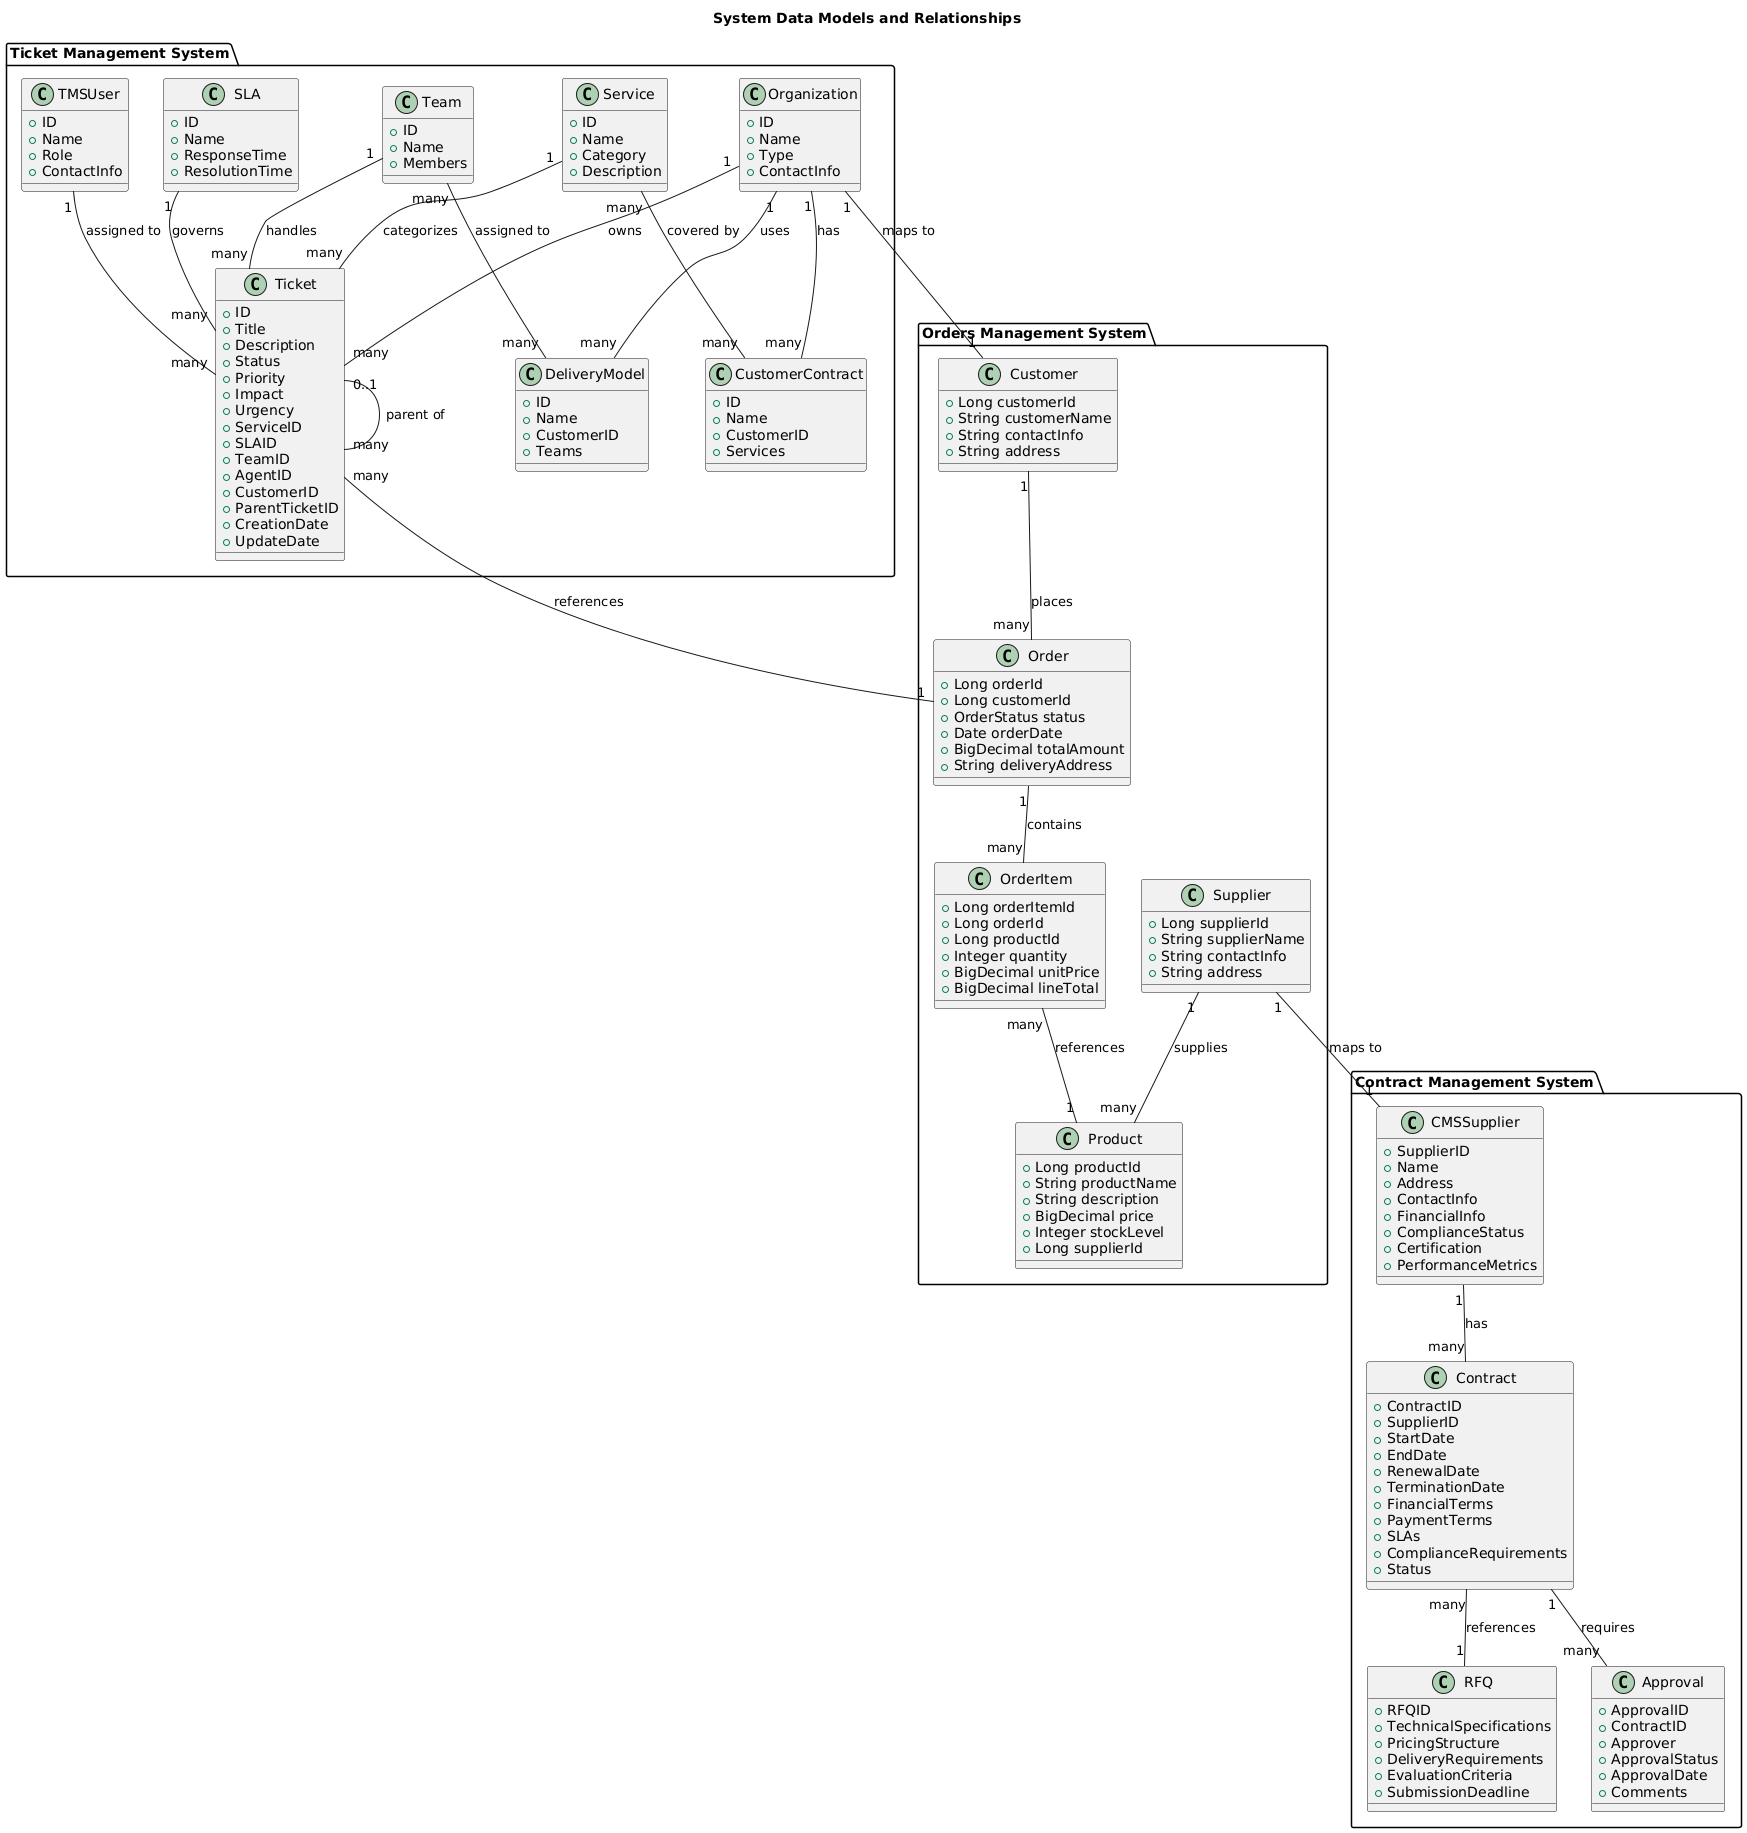 System Data Models and Relationships
Ticket Management System
C TMSUser
ID
Name
Role
ContactInfo
C SLA
ID
Name
ResponseTime
ResolutionTime
C Team
ID
Name
Members
C Service
ID
Name
Category
Description
C Organization
ID
Name
Type
ContactInfo
1
assigned to
many
1
governs
many
1
handles
many
1
categorizes
many
many
assigned to
many
1
owns
many
many
covered by
many
1
uses
many
1
has
many
1
maps to
1
C Ticket
ID
Title
Description
Status
Priority
Impact
Urgency
ServiceID
SLAID
TeamID
AgentID
CustomerID
ParentTicketID
CreationDate
UpdateDate
0..1
parent of
many
many
references
1
C DeliveryModel
ID
Name
CustomerID
Teams
C CustomerContract
ID
Name
CustomerID
Services
Orders Management System
C Customer
Long customerId
String customerName
String contactInfo
String address
1
places
many
C Order
Long orderId
Long customerId
OrderStatus status
Date orderDate
BigDecimal totalAmount
String deliveryAddress
1
contains
many
C OrderItem
Long orderItemId
Long orderId
Long productId
Integer quantity
BigDecimal unitPrice
BigDecimal lineTotal
C Supplier
Long supplierId
String supplierName
String contactInfo
String address
many
references
1
1
supplies
many
1
maps to
1
C Product
Long productId
String productName
String description
BigDecimal price
Integer stockLevel
Long supplierId
Contract Management System
C CMSSupplier
SupplierID
Name
Address
ContactInfo
FinancialInfo
ComplianceStatus
Certification
PerformanceMetrics
1
has
many
C Contract
ContractID
SupplierID
StartDate
EndDate
RenewalDate
TerminationDate
FinancialTerms
PaymentTerms
SLAs
ComplianceRequirements
Status
many
references
1
1
requires
many
C RFQ
RFQID
TechnicalSpecifications
PricingStructure
DeliveryRequirements
EvaluationCriteria
SubmissionDeadline
C Approval
ApprovalID
ContractID
Approver
ApprovalStatus
ApprovalDate
Comments